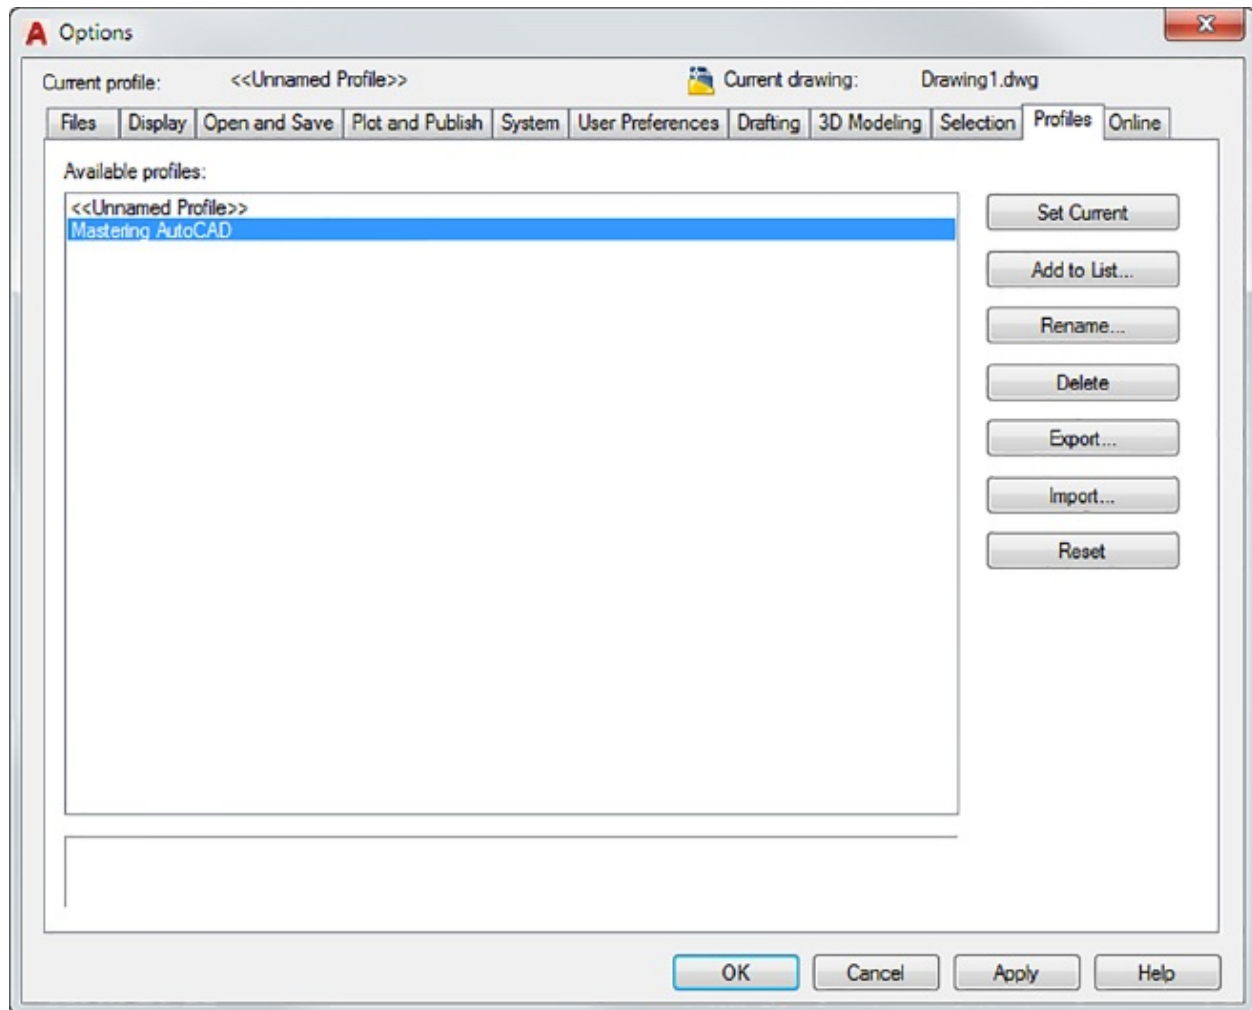 Options
Current profile: <<Unnamed Profile>> Current drawing: Drawing1.dwg
Files Display Open and Save Plot and Publish System User Preferences Drafting 3D Modeling Selection Profiles Online
Available profiles:
<<Unnamed Profile>>
Mastering AutoCAD
Set Current
Add to List...
Rename...
Delete
Export...
Import...
Reset
OK Cancel Apply Help